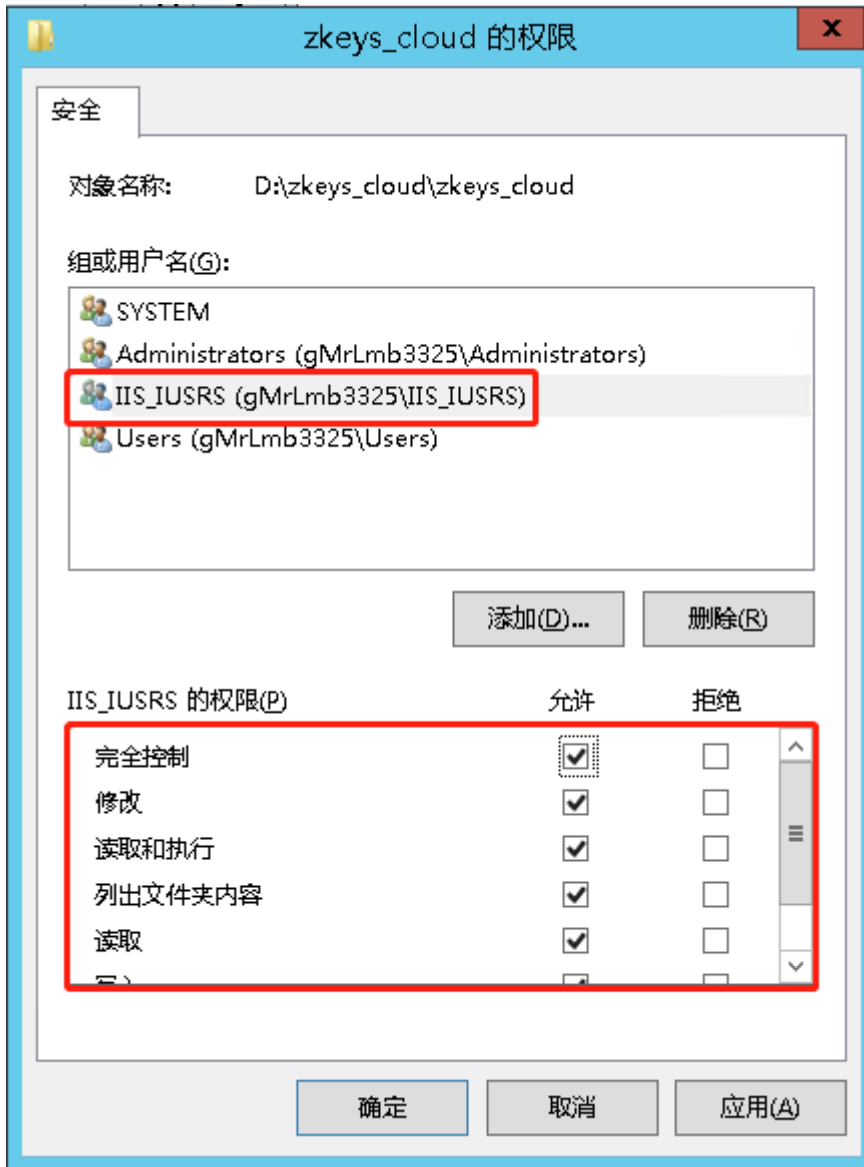 zkeys_cloud 的权限
x
安全
对象名称: D:\zkeys_cloud\zkeys_cloud
组或用户名(G):
SYSTEM
Administrators (gMrLmb3325\Administrators)
IIS_IUSRS (gMrLmb3325\IIS_IUSRS)
Users (gMrLmb3325\Users)
添加(D)... 删除(R)
IIS_IUSRS 的权限(P) 允许 拒绝
完全控制
修改
读取和执行
列出文件夹内容
读取
确定 取消 应用(A)